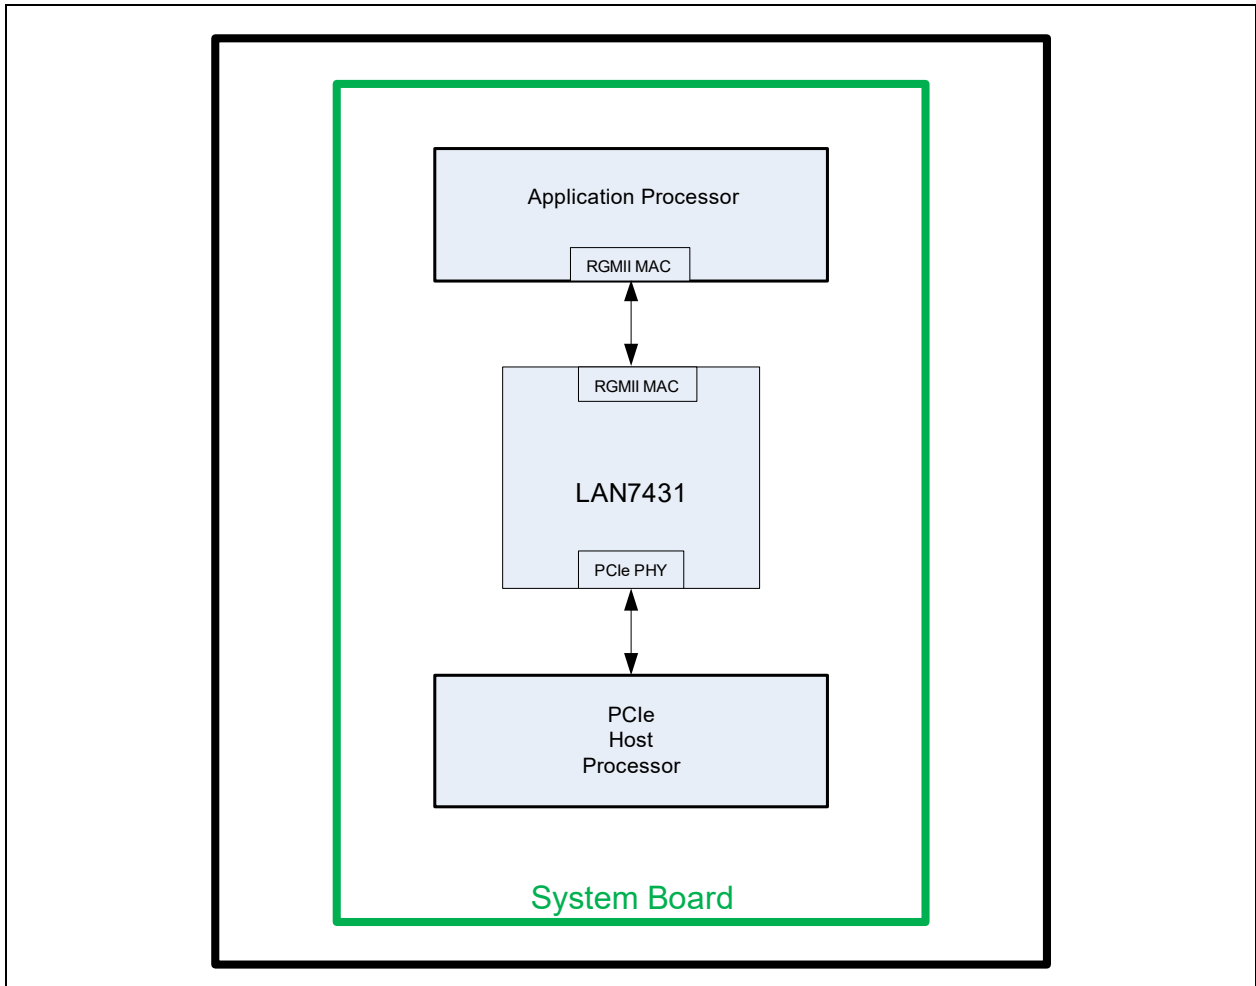 Application Processor
RGMII MAC
RGMII MAC
LAN7431
PCIe PHY
PCIe
Host
Processor
System Board